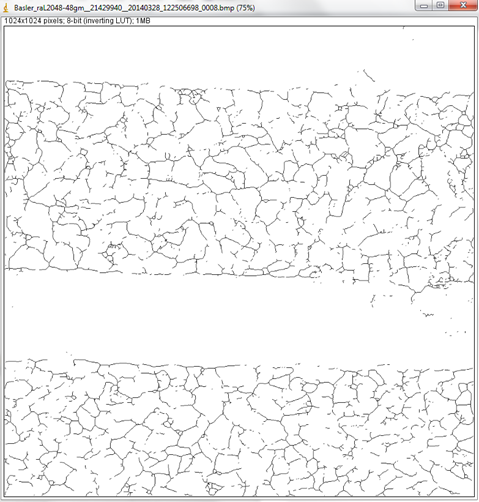 Basler_raL2048-48gm__21429940__20140328_122506698_0008.bmp (75%)
1024x1024 pixels; 8-bit (inverting LUT); 1MB